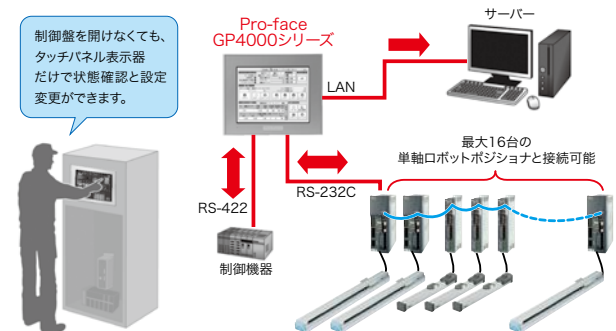 制御盤を開けなくても、
タッチパネル表示器
だけで状態確認と設定
変更ができます。
Pro-face
GP4000シリーズ
サーバー
LAN
最大16台の
単軸ロボットポジショナと接続可能
RS-422
RS-232C
制御機器